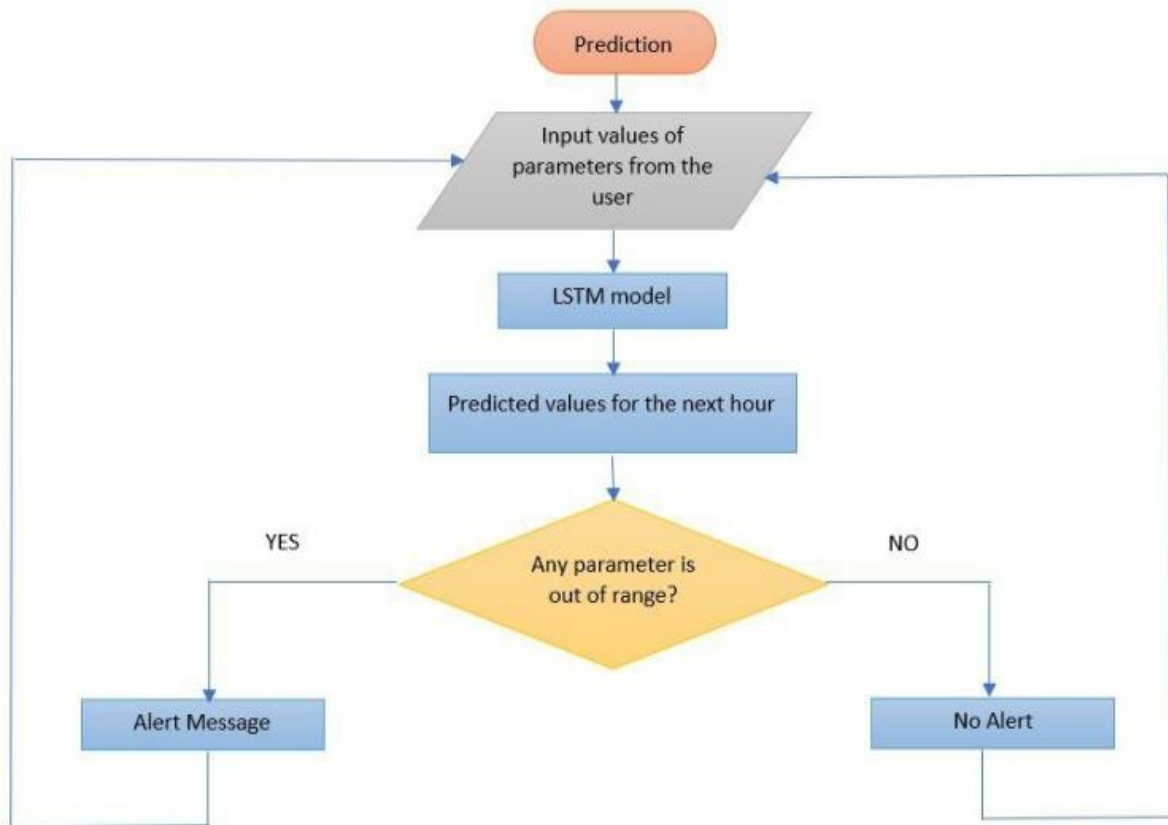 Prediction
Input values of
parameters from the
user
LSTM model
Predicted values for the next hour
Any parameter is
out of range?
YES
NO
Alert Message
No Alert